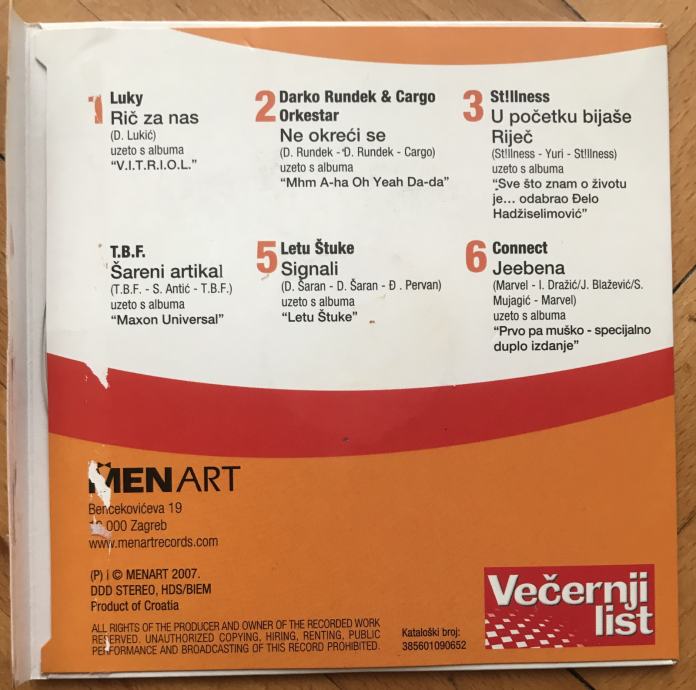 1
Luky
Rič za nas
(D. Lukić)
uzeto s albuma
“V.I.T.R.I.O.L.”
2
Darko Rundek & Cargo
Orkestar
Ne okreći se
(D. Rundek - D. Rundek - Cargo)
uzeto s albuma
“Mhm A-ha Oh Yeah Da-da”
3
St!llness
U početku bijaše
Riječ
(St!llness - Yuri - St!llness)
uzeto s albuma
“Sve što znam o životu
je... odabrao Đelo
Hadžiselimović”
T.B.F.
Šareni artikal
(T.B.F. - S. Antić - T.B.F.)
uzeto s albuma
“Maxon Universal”
5
Letu Štuke
Signali
(D. Šaran - D. Šaran - Đ . Pervan)
uzeto s albuma
“Letu Štuke”
6
Connect
Jeebena
(Marvel - I. Dražić/J. Blažević/S.
Mujagić - Marvel)
uzeto s albuma
“Prvo pa muško - specijalno
duplo izdanje”
MENART
Bencekovićeva 19
000 Zagreb
www.menartrecords.com
(P) i © MENART 2007.
DDD STEREO, HDS/BIEM
Product of Croatia
ALL RIGHTS OF THE PRODUCER AND OWNER OF THE RECORDED WORK
RESERVED. UNAUTHORIZED COPYING, HIRING, RENTING, PUBLIC
PERFORMANCE AND BROADCASTING OF THIS RECORD PROHIBITED.
Kataloški broj:
385601090652
Večernji
list